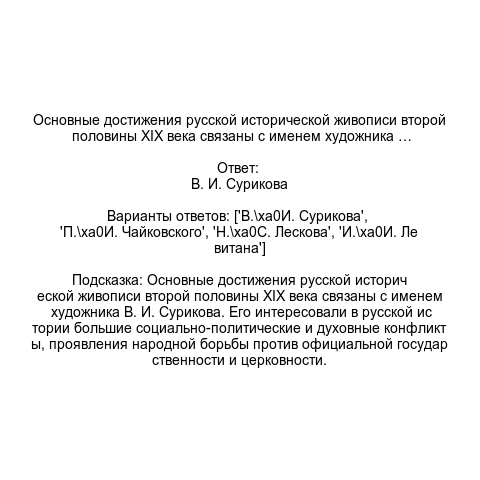 Основные достижения русской исторической живописи второй
половины XIX века связаны с именем художника …
Ответ:
В. И. Сурикова
Варианты ответов: ['В.\xa0И. Сурикова',
'П.\xa0И. Чайковского', 'Н.\xa0С. Лескова', 'И.\xa0И. Ле
витана']
Подсказка: Основные достижения русской историч
еской живописи второй половины XIX века связаны с именем
художника В. И. Сурикова. Его интересовали в русской ис
тории большие социально-политические и духовные конфликт
ы, проявления народной борьбы против официальной государ
ственности и церковности.